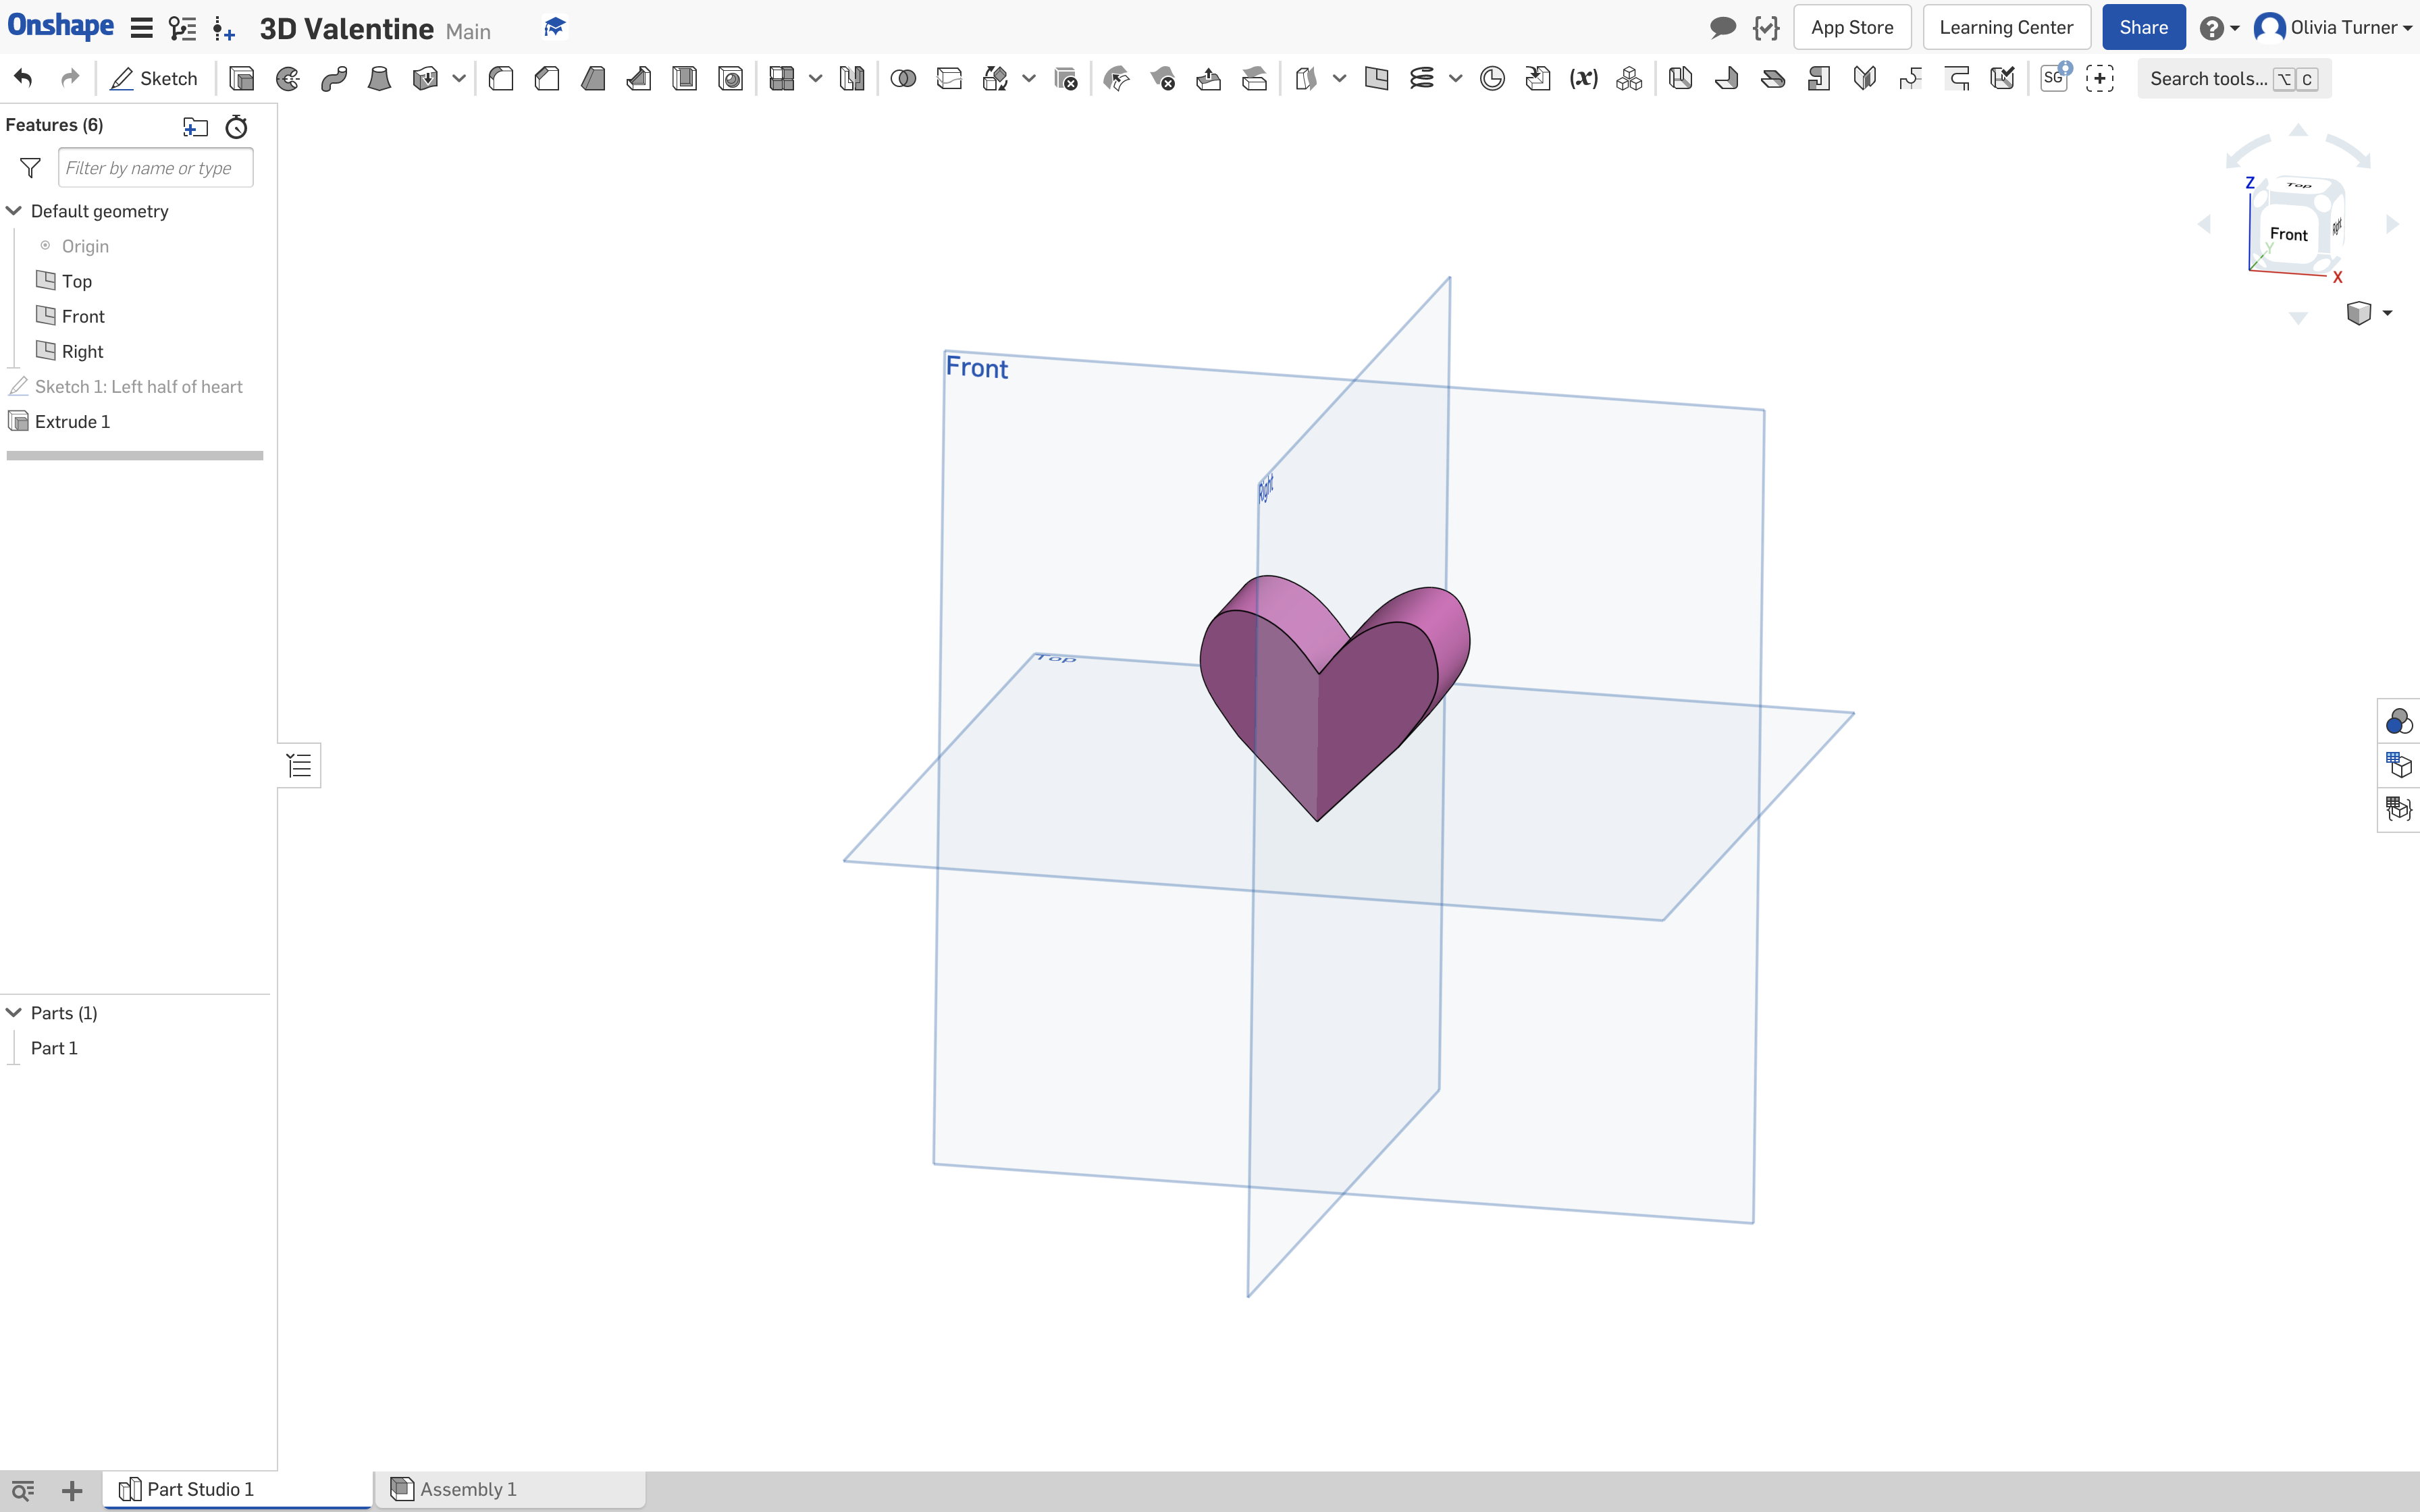 Onshape
3D Valentine Main
App Store
Learning Center
Share
Olivia Turner
Sketch
(x)
SG
Search tools... ⌥ C
Features (6)
Filter by name or type
Default geometry
Origin
Top
Front
Right
Sketch 1: Left half of heart
Extrude 1
Front
Right
Top
Top
Z
Front
Right
Y
X
Parts (1)
Part 1
Part Studio 1
Assembly 1